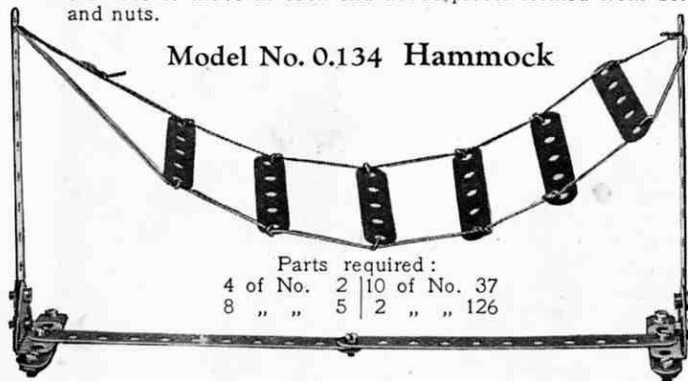 and nuts.
Model No. 0.134 Hammock
Parts required :
4 of No. 2 | 10 of No. 37
8 „ „ 5 | 2 „ „ 126